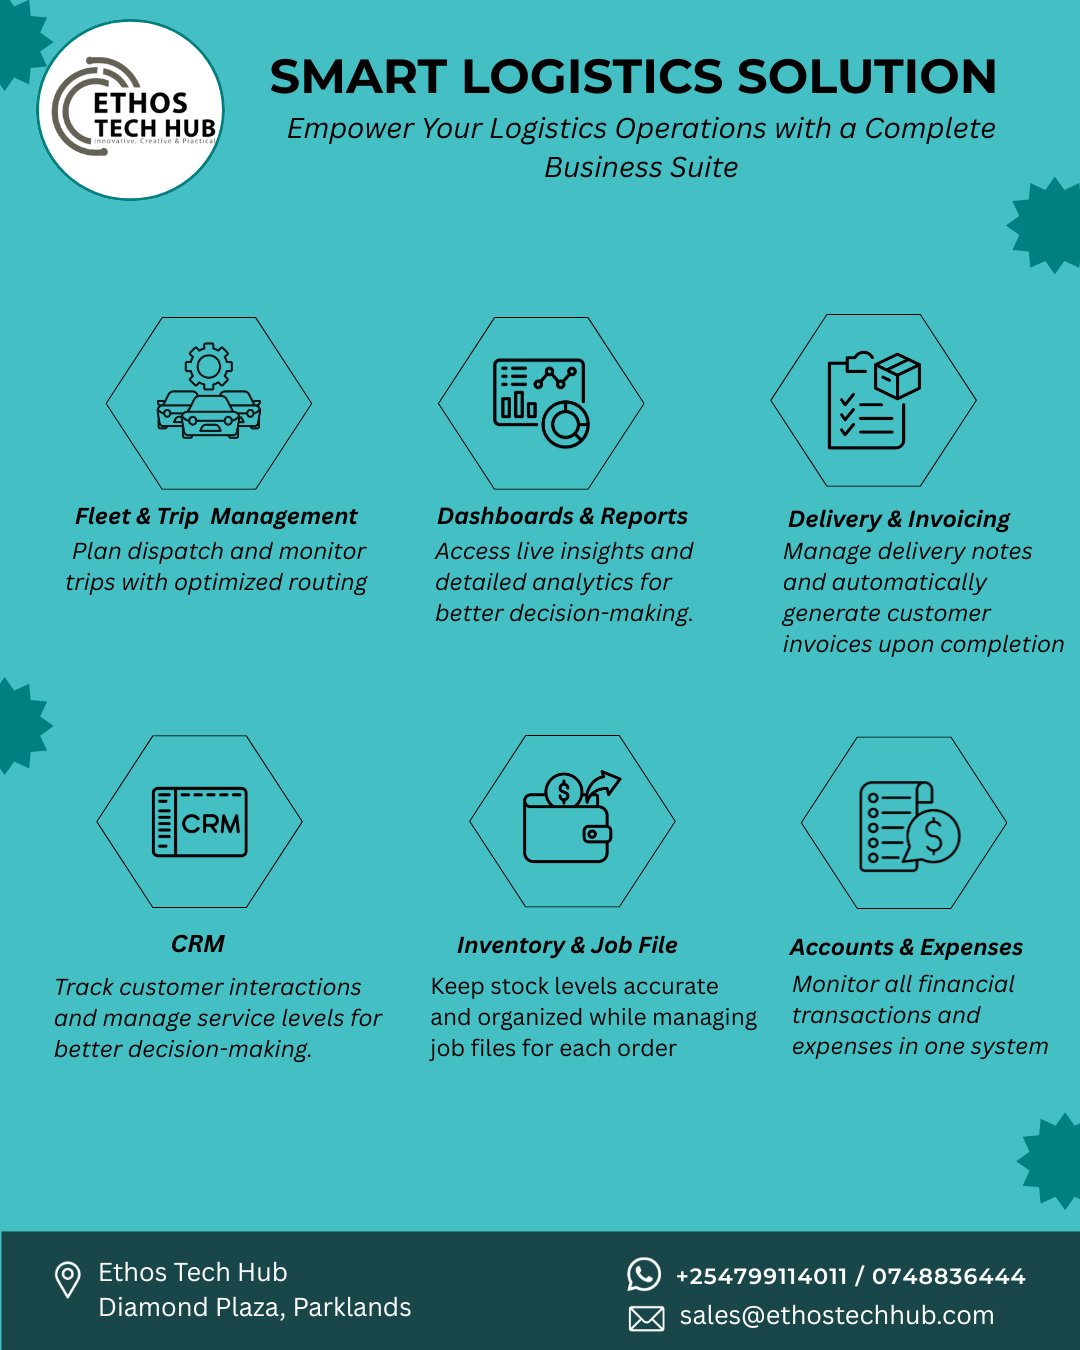 ETHOS
TECH HUB
Innovative, Creative & Practical
SMART LOGISTICS SOLUTION
Empower Your Logistics Operations with a Complete
Business Suite
Fleet & Trip  Management
Plan dispatch and monitor
trips with optimized routing
Dashboards & Reports
Access live insights and
detailed analytics for
better decision-making.
Delivery & Invoicing
Manage delivery notes
and automatically
generate customer
invoices upon completion
CRM
CRM
Track customer interactions
and manage service levels for
better decision-making.
$
Inventory & Job File
Keep stock levels accurate
and organized while managing
job files for each order
$
Accounts & Expenses
Monitor all financial
transactions and
expenses in one system
Ethos Tech Hub
Diamond Plaza, Parklands
+254799114011 / 0748836444
sales@ethostechhub.com